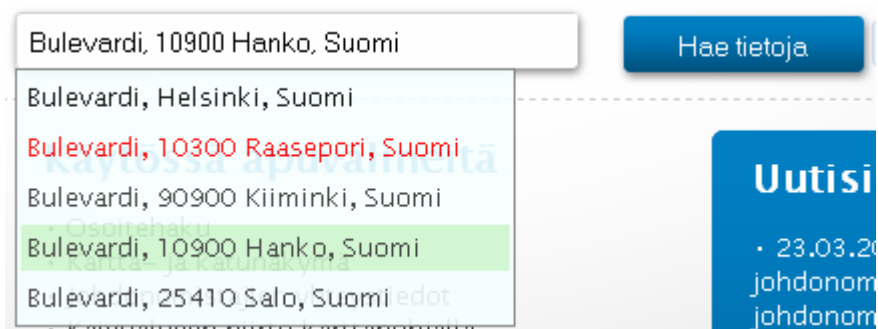 Bulevardi, 10900 Hanko, Suomi
Hae tietoja
Bulevardi, Helsinki, Suomi
Bulevardi, 10300 Raasepori, Suomi
Käytössä apuvälineitä
Bulevardi, 90900 Kiiminki, Suomi
· Osoitehaku
Bulevardi, 10900 Hanko, Suomi
· Kartta- ja katunäkymä
Bulevardi, 25410 Salo, Suomi
Uutisi
· 23.03.20
johdonom
johdonom